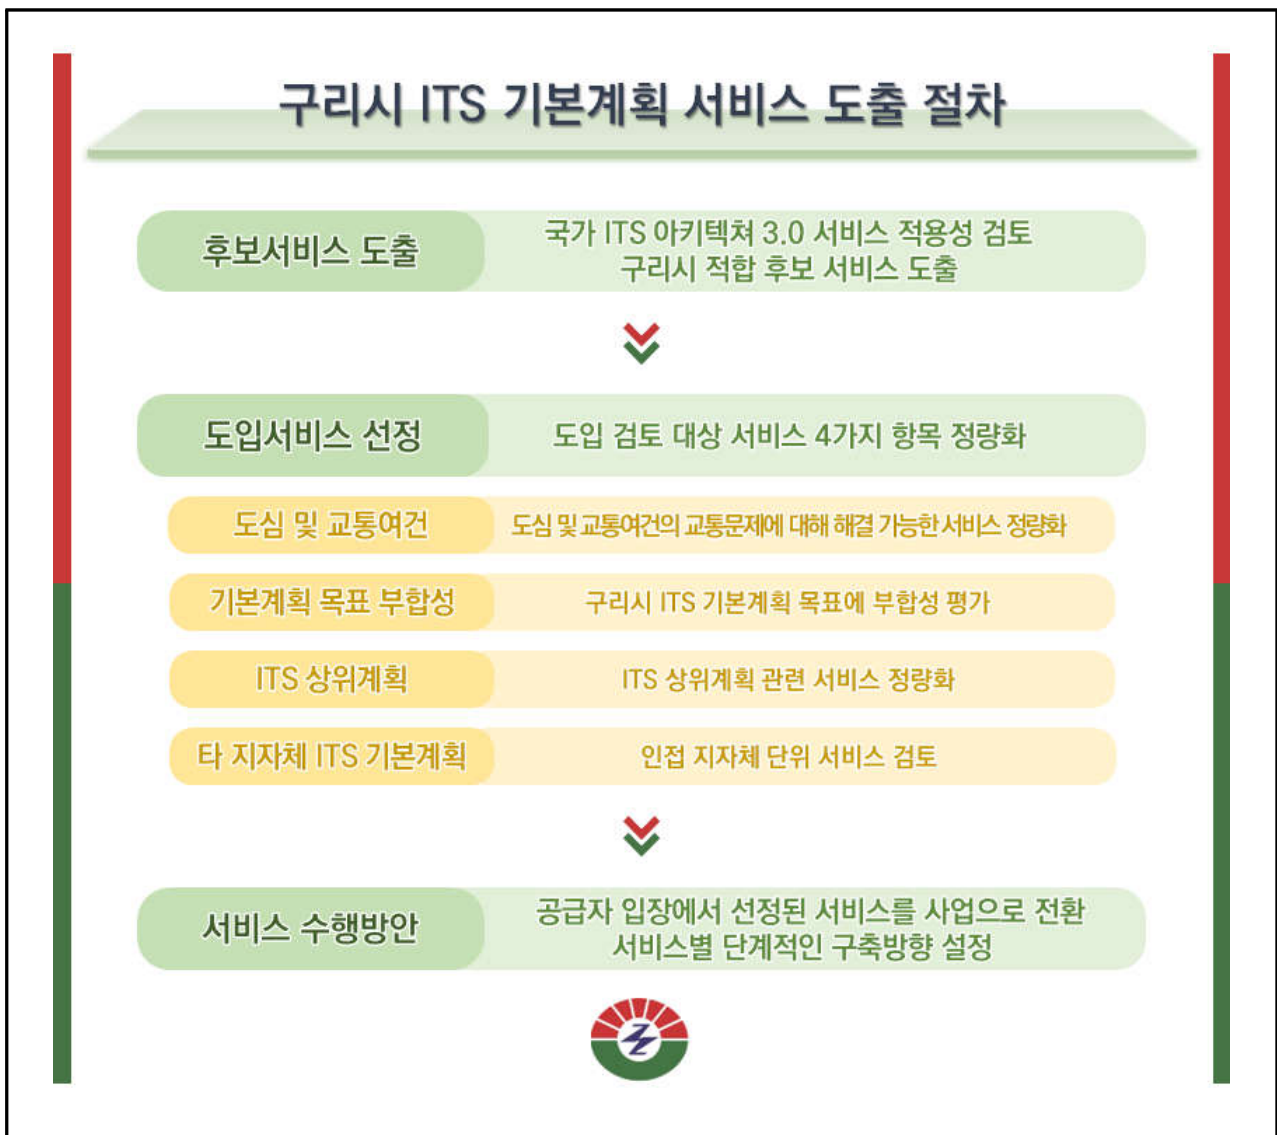 구리시 ITS 기본계획 서비스 도출 절차
후보서비스 도출
국가 ITS 아키텍쳐 3.0 서비스 적용성 검토
구리시 적합 후보 서비스 도출
도입서비스 선정
도입 검토 대상 서비스 4가지 항목 정량화
도심 및 교통여건
도심 및 교통여건의 교통문제에 대해 해결 가능한 서비스 정량화
기본계획 목표 부합성
구리시 ITS 기본계획 목표에 부합성 평가
ITS 상위계획
ITS 상위계획 관련 서비스 정량화
타 지자체 ITS 기본계획
인접 지자체 단위 서비스 검토
서비스 수행방안
공급자 입장에서 선정된 서비스를 사업으로 전환
서비스별 단계적인 구축방향 설정